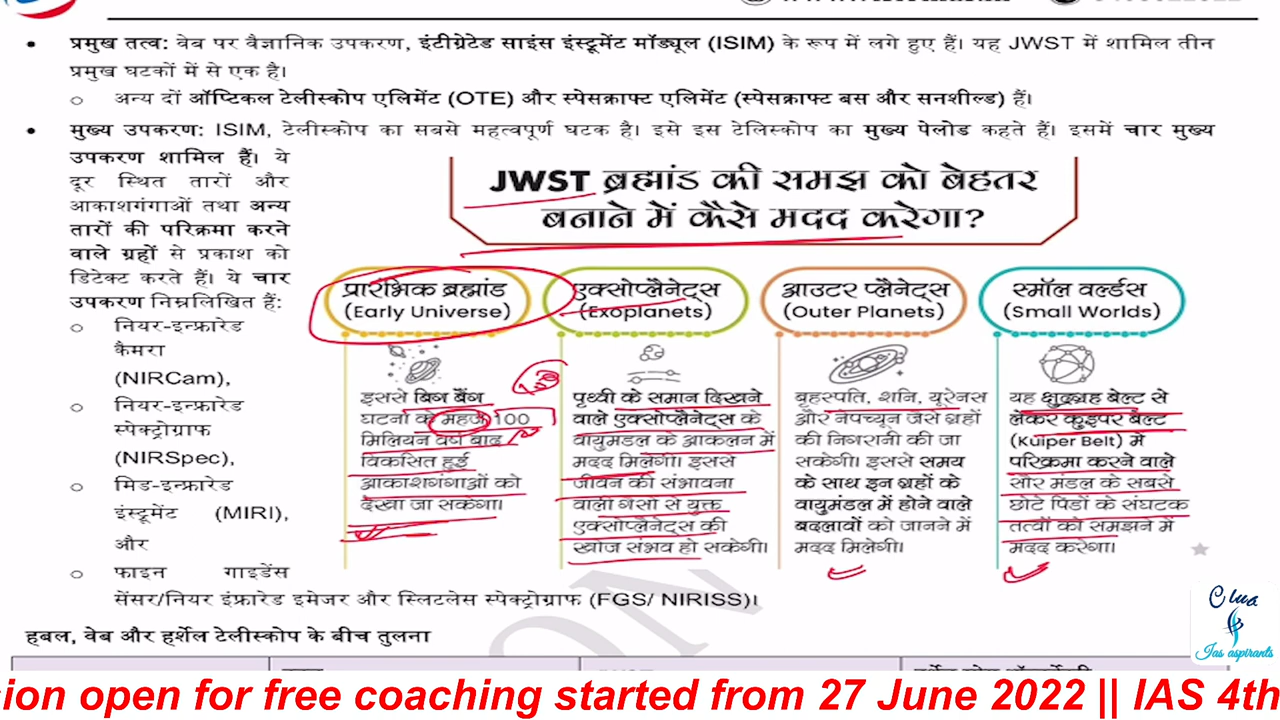 • प्रमुख तत्व: वेब पर वैज्ञानिक उपकरण, इंटीग्रेटेड साइंस इंस्ट्रूमेंट मॉड्यूल (ISIM) के रूप में लगे हुए हैं। यह JWST में शामिल तीन
प्रमुख घटकों में से एक है।
○ अन्य दों ऑप्टिकल टेलीस्कोप एलिमेंट (OTE) और स्पेसक्राफ्ट एलिमेंट (स्पेसक्राफ्ट बस और सनशील्ड) हैं।
• मुख्य उपकरण: ISIM, टेलीस्कोप का सबसे महत्वपूर्ण घटक है। इसे इस टेलिस्कोप का मुख्य पेलोड कहते हैं। इसमें चार मुख्य
उपकरण शामिल हैं। ये
दूर स्थित तारों और
आकाशगंगाओं तथा अन्य
तारों की परिक्रमा करने
वाले ग्रहों से प्रकाश को
डिटेक्ट करते हैं। ये चार
उपकरण निम्नलिखित हैं:
○ नियर-इन्फ्रारेड
कैमरा
(NIRCam),
○ नियर-इन्फ्रारेड
स्पेक्ट्रोग्राफ
(NIRSpec),
○ मिड-इन्फ्रारेड
इंस्ट्रूमेंट (MIRI),
और
○ फाइन गाइडेंस
सेंसर/नियर इंफ्रारेड इमेजर और स्लिटलेस स्पेक्ट्रोग्राफ (FGS/ NIRISS)।
JWST ब्रह्मांड की समझ को बेहतर
बनाने में कैसे मदद करेगा?
प्रारंभिक ब्रह्मांड
(Early Universe)
इससे बिग बैंग
घटना के महज 100
मिलियन वर्ष बाद
विकसित हुई
आकाशगंगाओं को
देखा जा सकेगा।
एक्सोप्लैनेट्स
(Exoplanets)
पृथ्वी के समान दिखने
वाले एक्सोप्लैनेट्स के
वायुमंडल के आकलन में
मदद मिलेगी। इससे
जीवन की संभावना
वाली गैसों से युक्त
एक्सोप्लैनेट्स की
खोज संभव हो सकेगी।
आउटर प्लैनेट्स
(Outer Planets)
बृहस्पति, शनि, यूरेनस
और नेपच्यून जैसे ग्रहों
की निगरानी की जा
सकेगी। इससे समय
के साथ इन ग्रहों के
वायुमंडल में होने वाले
बदलावों को जानने में
मदद मिलेगी।
स्मॉल वर्ल्डस
(Small Worlds)
यह क्षुद्रग्रह बेल्ट से
लेकर कुइपर बैल्ट
(Kuiper Belt) में
परिक्रमा करने वाले
सौर मंडल के सबसे
छोटे पिंडों के संघटक
तत्वों को समझने में
मदद करेगा।
हबल, वेब और हर्शेल टेलीस्कोप के बीच तुलना
Clue
Ias aspirants
sion open for free coaching started from 27 June 2022 || IAS 4th